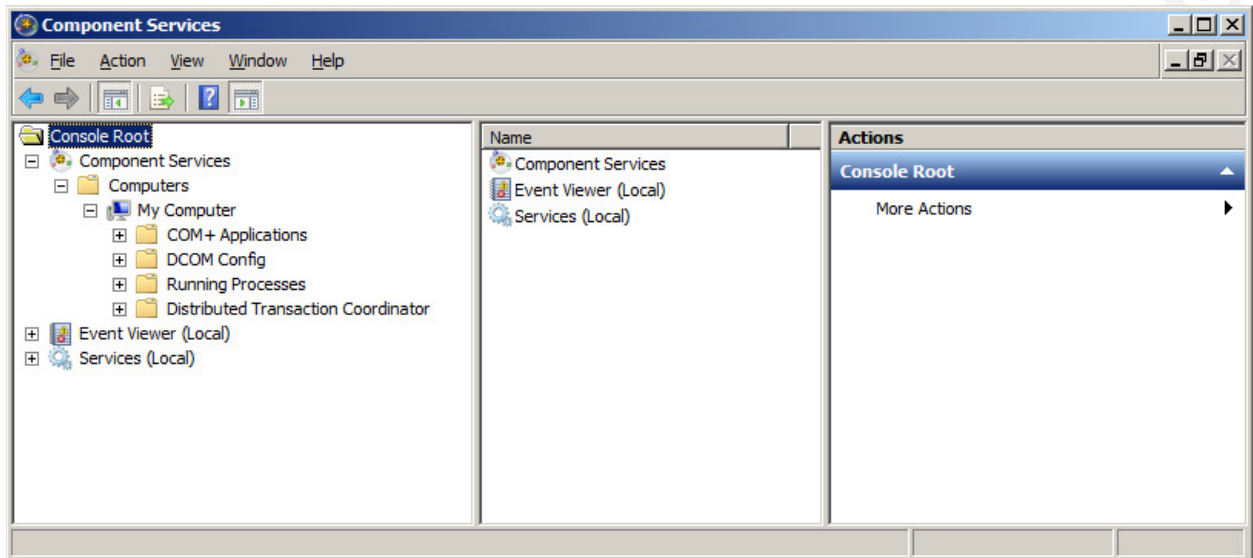 Component Services
File Action View Window Help
Console Root
Component Services
Computers
My Computer
COM+ Applications
DCOM Config
Running Processes
Distributed Transaction Coordinator
Event Viewer (Local)
Services (Local)
Name
Component Services
Event Viewer (Local)
Services (Local)
Actions
Console Root
More Actions